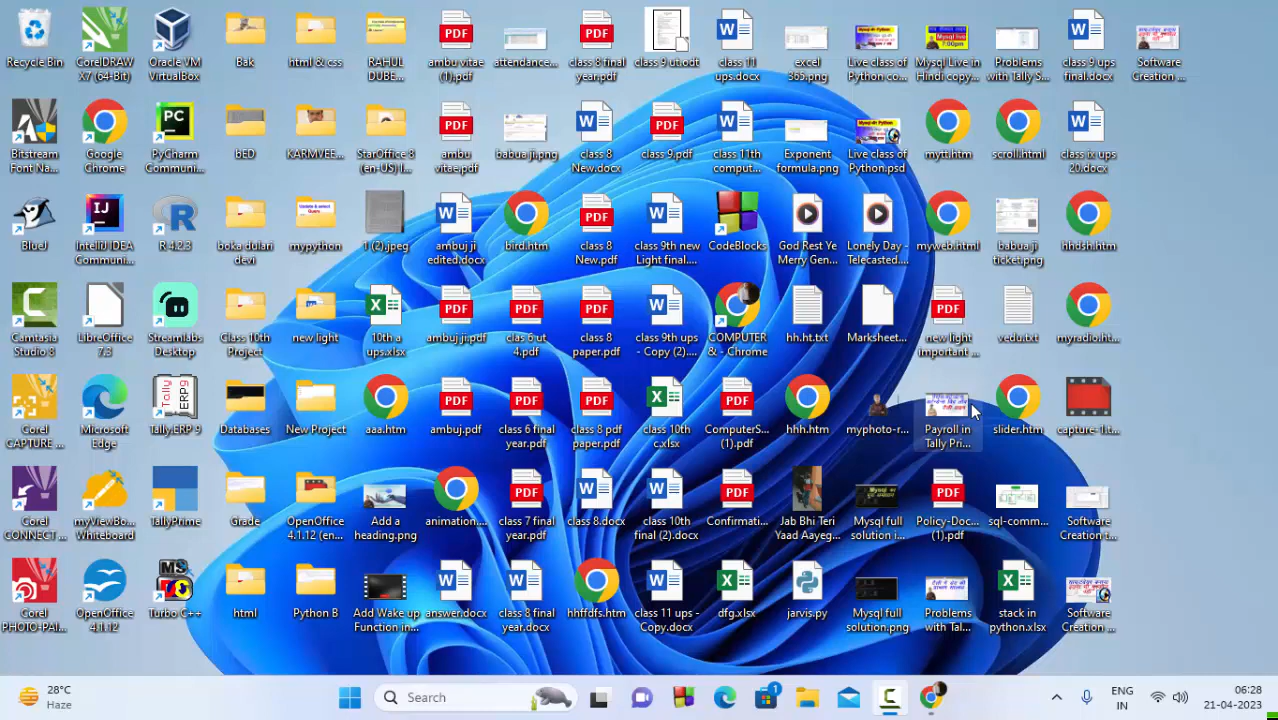 Recycle Bin
CorelDRAW X7 (64-Bit)
Oracle VM VirtualBox
Bak
html & css
RAHUL DUBE...
ambu vitae (1).pdf
attendance...
class 8 final year.pdf
class 9 ut.odt
class 11 ups.docx
excel 365.png
Live class of Python co...
Mysql Live in Hindi copy...
Problems with Tally S...
class 9 ups final.docx
Software Creation ...
Bitstream Font Na...
Google Chrome
PyCharm Communi...
bED
KARMVEE...
StarOffice 8 (en-US) I...
ambu vitae.pdf
babua ji.png
class 8 New.docx
class 9.pdf
class 11th comput...
Exponent formula.png
Live class of Python.psd
myttt.htm
scroll.html
class ix ups 20.docx
BlueJ
IntelliJ IDEA Communi...
R 4.2.3
boka dulari devi
mypython
1 (2).jpeg
ambuj ji edited.docx
bird.htm
class 8 New.pdf
class 9th new Light final....
CodeBlocks
God Rest Ye Merry Gen...
Lonely Day - Telecasted....
myweb.html
babua ji ticket.png
hhdsh.htm
Camtasia Studio 8
LibreOffice 7.3
Streamlabs Desktop
Class 10th Project
new light
10th a ups.xlsx
ambuj ji.pdf
clas 6 ut 4.pdf
class 8 paper.pdf
class 9th ups - Copy (2)....
COMPUTER & - Chrome
hh.ht.txt
Marksheet...
new light important ...
vedu.txt
myradio.ht...
Corel CAPTURE ...
Microsoft Edge
Tally.ERP 9
Databases
New Project
aaa.htm
ambuj.pdf
class 6 final year.pdf
class 8 pdf paper.pdf
class 10th c.xlsx
ComputerS... (1).pdf
hhh.htm
myphoto-r...
Payroll in Tally Pri...
slider.htm
capture-1.t...
Corel CONNECT ...
myViewBo... Whiteboard
TallyPrime
Grade
OpenOffice 4.1.12 (en...
Add a heading.png
animation....
class 7 final year.pdf
class 8.docx
class 10th final (2).docx
Confirmati...
Jab Bhi Teri Yaad Aayeg...
Mysql full solution i...
Policy-Doc... (1).pdf
sql-comm...
Software Creation t...
Corel PHOTO-PAI...
OpenOffice 4.1.12
Turbo C++
html
Python B
Add Wake up Function in...
answer.docx
class 8 final year.docx
hhffdfs.htm
class 11 ups - Copy.docx
dfg.xlsx
jarvis.py
Mysql full solution.png
Problems with Tal...
stack in python.xlsx
Software Creation ...
28°C
Haze
Search
ENG
IN
06:28
21-04-2023